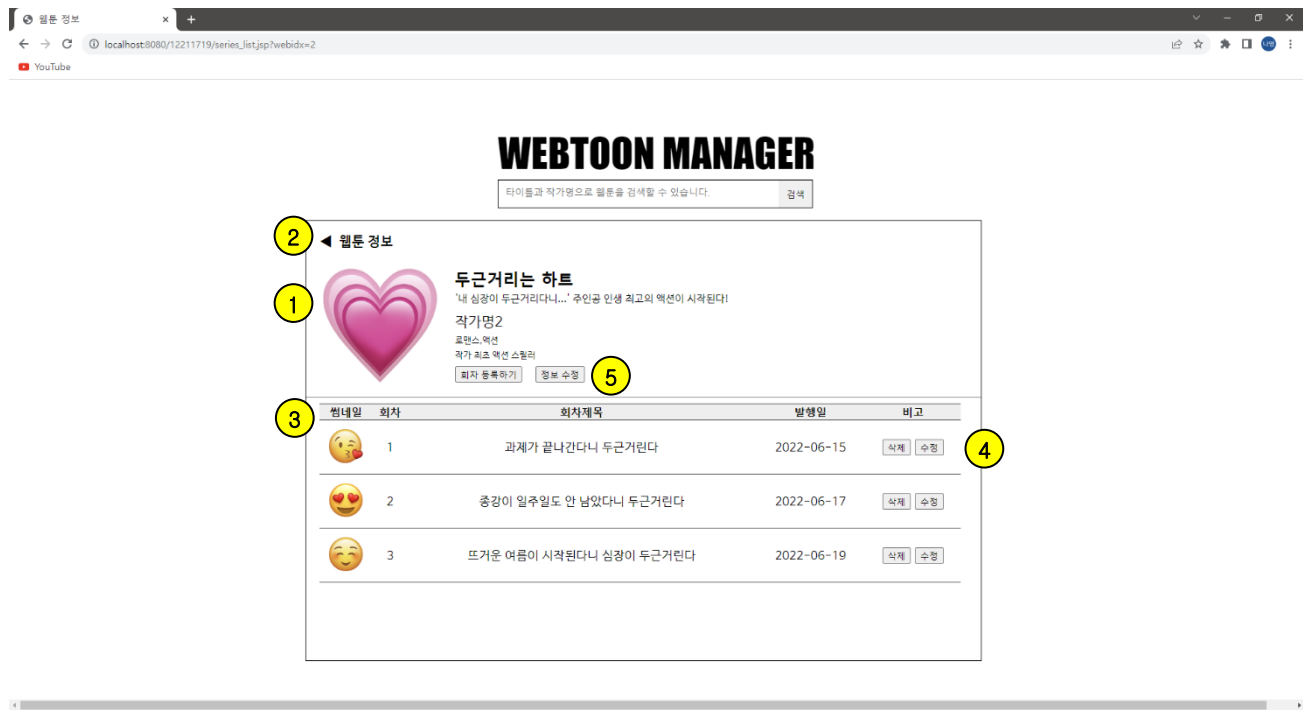 웹툰 정보
localhost:8080/12211719/series_list.jsp?webidx=2
YouTube
WEBTOON MANAGER
타이틀과 작가명으로 웹툰을 검색할 수 있습니다.
검색
2
◀ 웹툰 정보
1
두근거리는 하트
'내 심장이 두근거리다니...' 주인공 인생 최고의 액션이 시작된다!
작가명2
로맨스,액션
작가 최초 액션 스릴러
회차 등록하기 정보 수정 5
3
썸네일 회차 회차제목 발행일 비고
1 과제가 끝나간다니 두근거린다 2022-06-15 삭제 수정 4
2 종강이 일주일도 안 남았다니 두근거린다 2022-06-17 삭제 수정
3 뜨거운 여름이 시작된다니 심장이 두근거린다 2022-06-19 삭제 수정